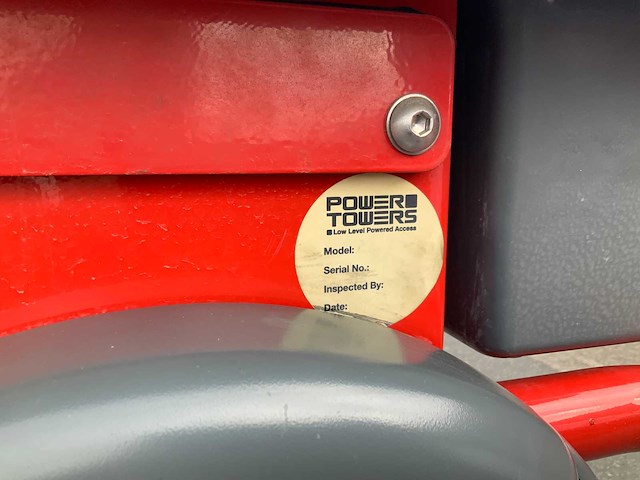 POWER
TOWERS
Low Level Powered Access
Model:
Serial No.:
Inspected By:
Date: